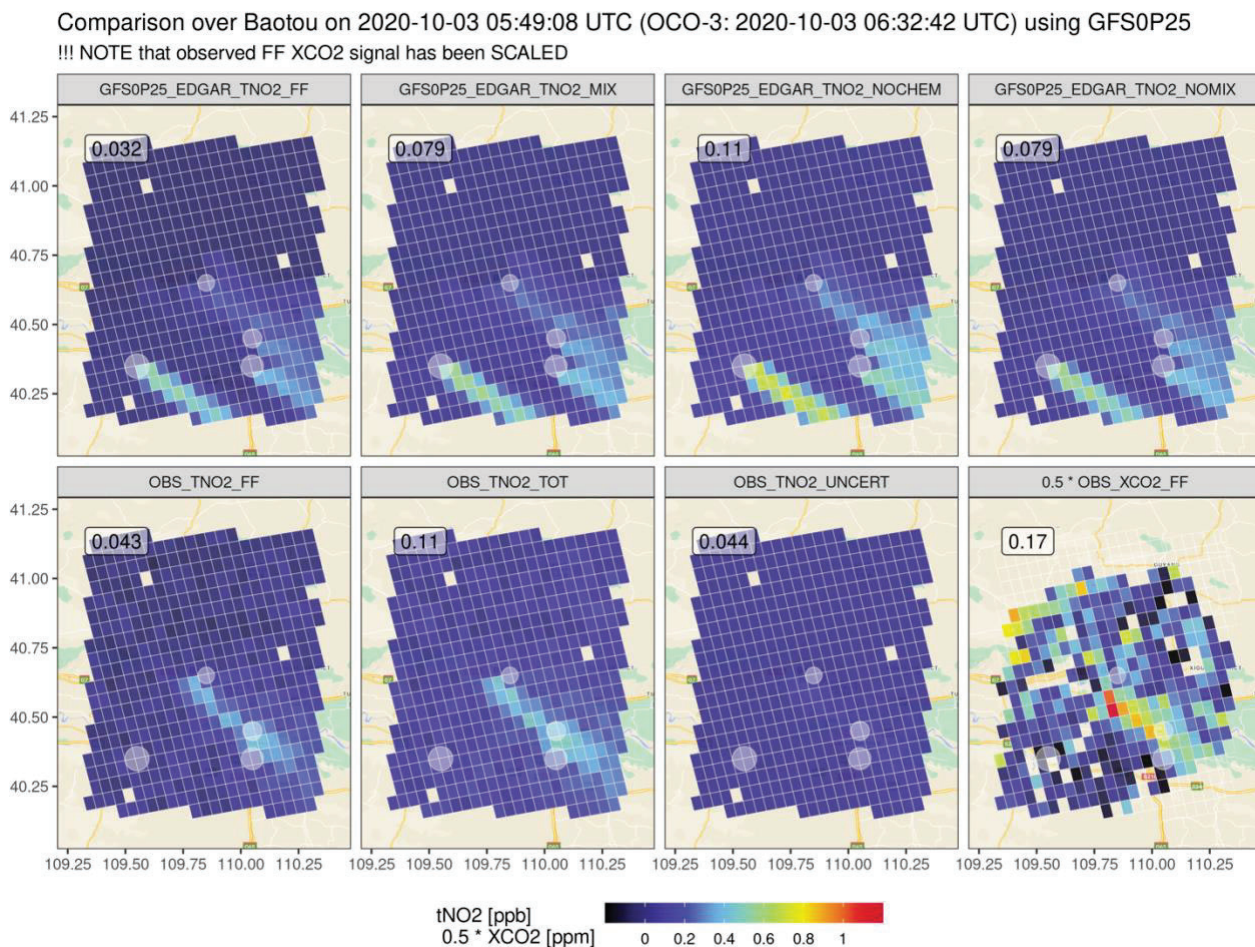 Comparison over Baotou on 2020-10-03 05:49:08 UTC (OCO-3: 2020-10-03 06:32:42 UTC) using GFS0P25
!!! NOTE that observed FF XCO2 signal has been SCALED
GFS0P25_EDGAR_TNO2_FF GFS0P25_EDGAR_TNO2_MIX GFS0P25_EDGAR_TNO2_NOCHEM GFS0P25_EDGAR_TNO2_NOMIX
0.032 0.079 0.11 0.079
41.25
41.00
40.75
40.50
40.25
OBS_TNO2_FF OBS_TNO2_TOT OBS_TNO2_UNCERT 0.5 * OBS_XCO2_FF
0.043 0.11 0.044 0.17
41.25
41.00
40.75
40.50
40.25
109.25 109.50 109.75 110.00 110.25 109.25 109.50 109.75 110.00 110.25 109.25 109.50 109.75 110.00 110.25 109.25 109.50 109.75 110.00 110.25
tNO2 [ppb]
0.5 * XCO2 [ppm]
0 0.2 0.4 0.6 0.8 1